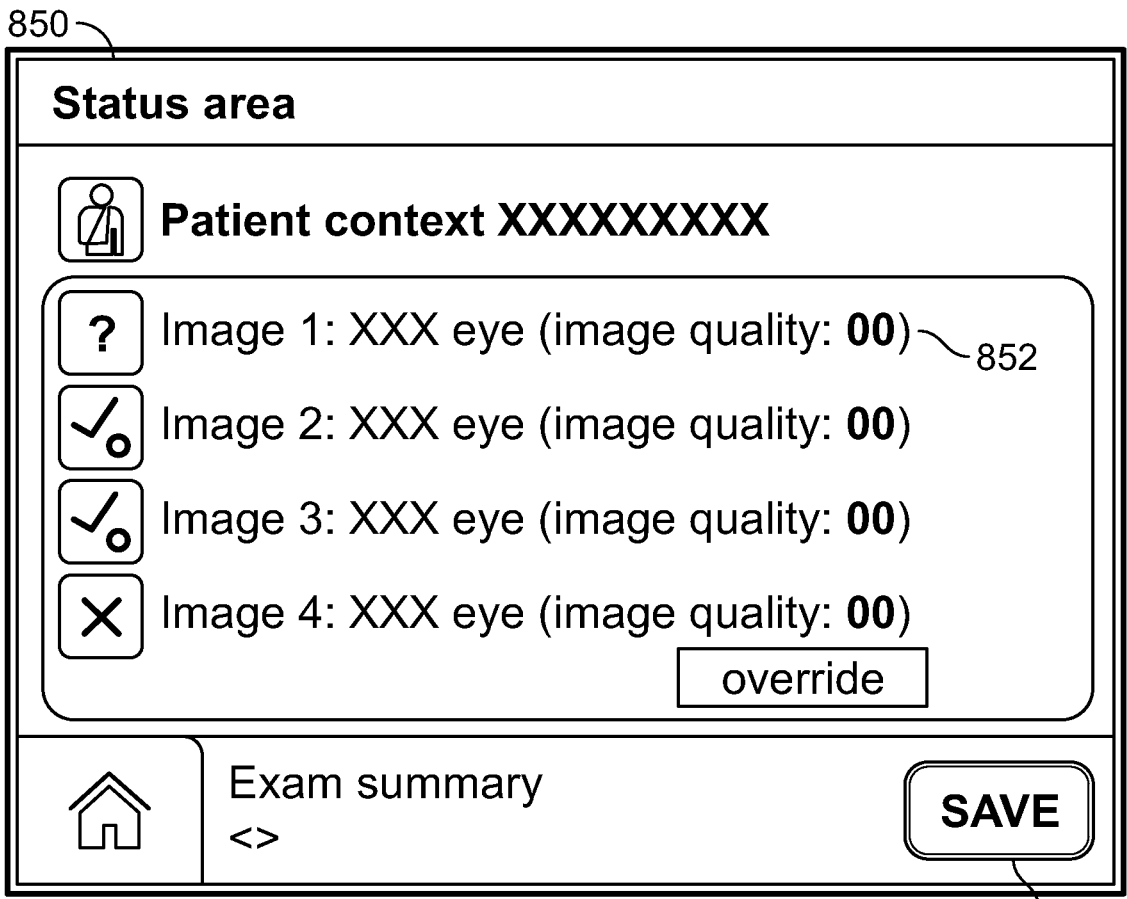 850
Status area
Patient context XXXXXXXXX
? Image 1: XXX eye (image quality: 00)
852
Image 2: XXX eye (image quality: 00)
Image 3: XXX eye (image quality: 00)
Image 4: XXX eye (image quality: 00)
override
Exam summary
<>
SAVE